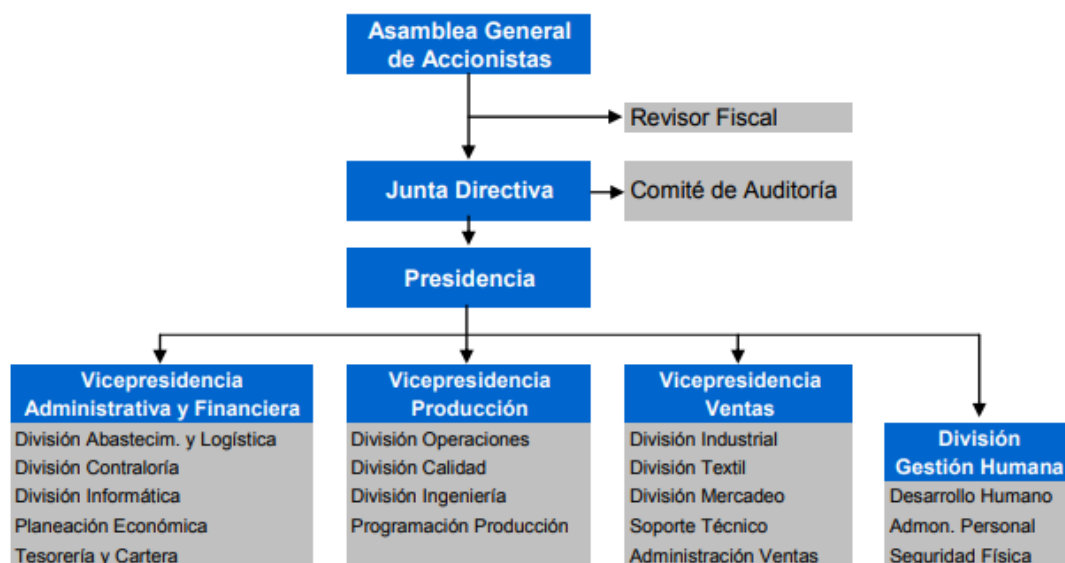 Asamblea General
de Accionistas
Revisor Fiscal
Junta Directiva
Comité de Auditoría
Presidencia
Vicepresidencia
Administrativa y Financiera
División Abastecim. y Logística
División Contraloría
División Informática
Planeación Económica
Tesorería y Cartera
Vicepresidencia
Producción
División Operaciones
División Calidad
División Ingeniería
Programación Producción
Vicepresidencia
Ventas
División Industrial
División Textil
División Mercadeo
Soporte Técnico
Administración Ventas
División
Gestión Humana
Desarrollo Humano
Admon. Personal
Seguridad Física